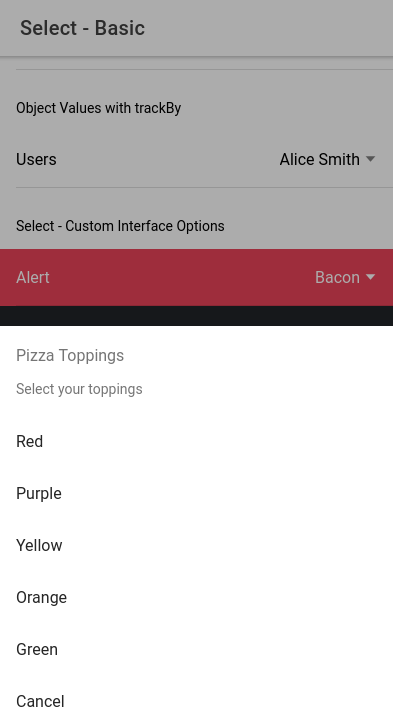 Select - Basic
Object Values with trackBy
Users Alice Smith
Select - Custom Interface Options
Alert Bacon
Pizza Toppings
Select your toppings
Red
Purple
Yellow
Orange
Green
Cancel